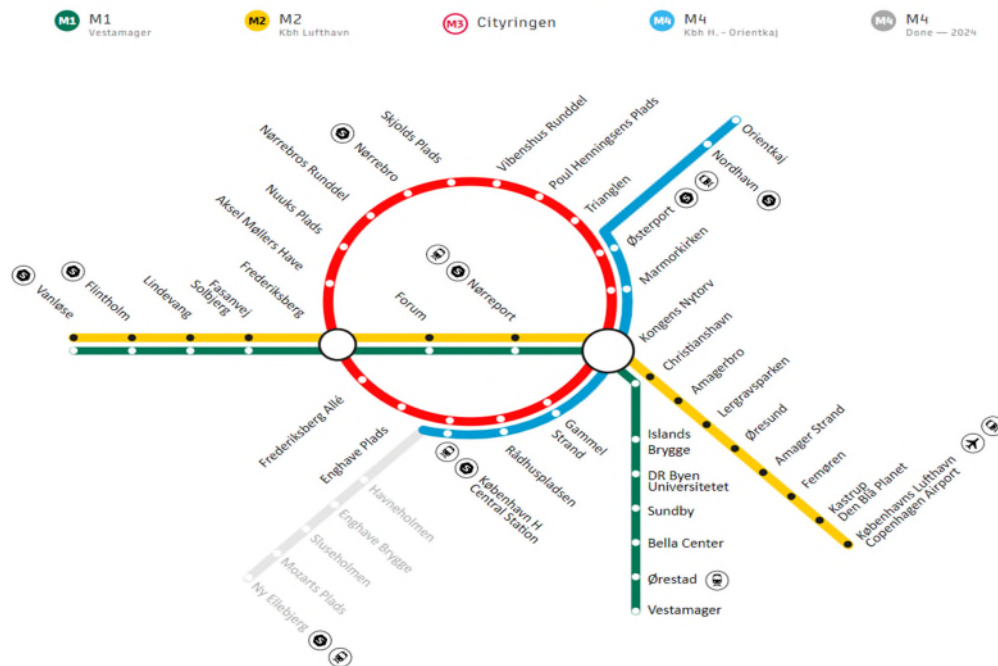 M1 M1
Vestamager
M2 M2
Kbh Lufthavn
M3 Cityringen
M4 M4
Kbh H. - Orientkaj
M4 M4
Done — 2024
Vanløse
S
Flintholm
S
Lindevang
Fasanvej
Solbjerg
Frederiksberg
Aksel Møllers Have
Nuuks Plads
Nørrebros Runddel
Nørrebro
S
Skjolds Plads
Vibenshus Runddel
Poul Henningsens Plads
Trianglen
Orientkaj
Nordhavn
S
Østerport
S
Marmorkirken
Kongens Nytorv
Forum
Nørreport
S
Christianshavn
Amagerbro
Lergravsparken
Øresund
Amager Strand
Femøren
Kastrup
Den Blå Planet
Københavns Lufthavn
Copenhagen Airport
Islands
Brygge
DR Byen
Universitetet
Sundby
Bella Center
Ørestad
Vestamager
Gammel
Strand
Rådhuspladsen
København H
Central Station
S
Frederiksberg Allé
Enghave Plads
Havneholmen
Enghave Brygge
Sluseholmen
Mozarts Plads
Ny Ellebjerg
S